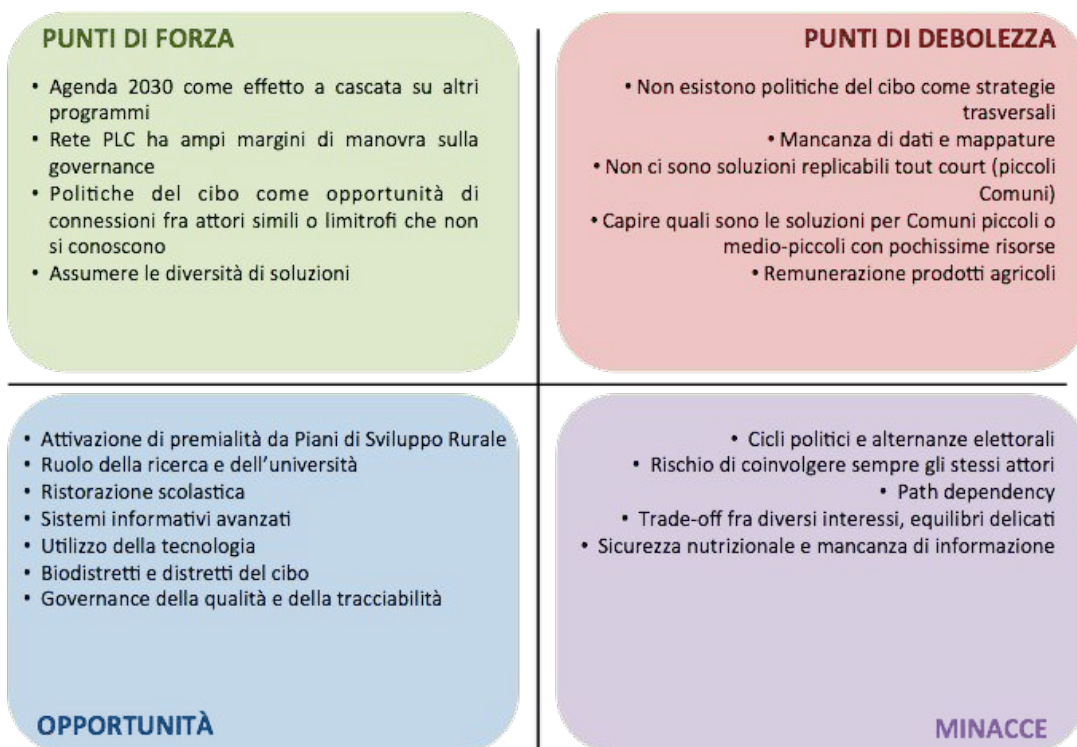 PUNTI DI FORZA
• Agenda 2030 come effetto a cascata su altri
programmi
• Rete PLC ha ampi margini di manovra sulla
governance
• Politiche del cibo come opportunità di
connessioni fra attori simili o limitrofi che non
si conoscono
• Assumere le diversità di soluzioni
PUNTI DI DEBOLEZZA
• Non esistono politiche del cibo come strategie
trasversali
• Mancanza di dati e mappature
• Non ci sono soluzioni replicabili tout court (piccoli
Comuni)
• Capire quali sono le soluzioni per Comuni piccoli o
medio-piccoli con pochissime risorse
• Remunerazione prodotti agricoli
• Attivazione di premialità da Piani di Sviluppo Rurale
• Ruolo della ricerca e dell'università
• Ristorazione scolastica
• Sistemi informativi avanzati
• Utilizzo della tecnologia
• Biodistretti e distretti del cibo
• Governance della qualità e della tracciabilità
OPPORTUNITÀ
• Cicli politici e alternanze elettorali
• Rischio di coinvolgere sempre gli stessi attori
• Path dependency
• Trade-off fra diversi interessi, equilibri delicati
• Sicurezza nutrizionale e mancanza di informazione
MINACCE